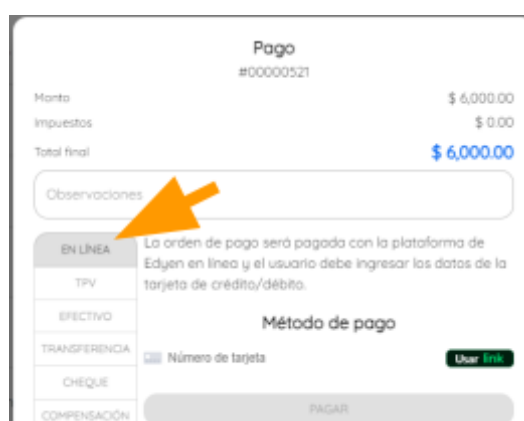 Pago
#00000521
Monto $ 6,000.00
Impuestos $ 0.00
Total final $ 6,000.00
Observaciones
EN LÍNEA
TPV
EFECTIVO
TRANSFERENCIA
CHEQUE
COMPENSACIÓN
La orden de pago será pagada con la plataforma de
Edyen en línea y el usuario debe ingresar los datos de la
tarjeta de crédito/débito.
Método de pago
Número de tarjeta Usar link
PAGAR